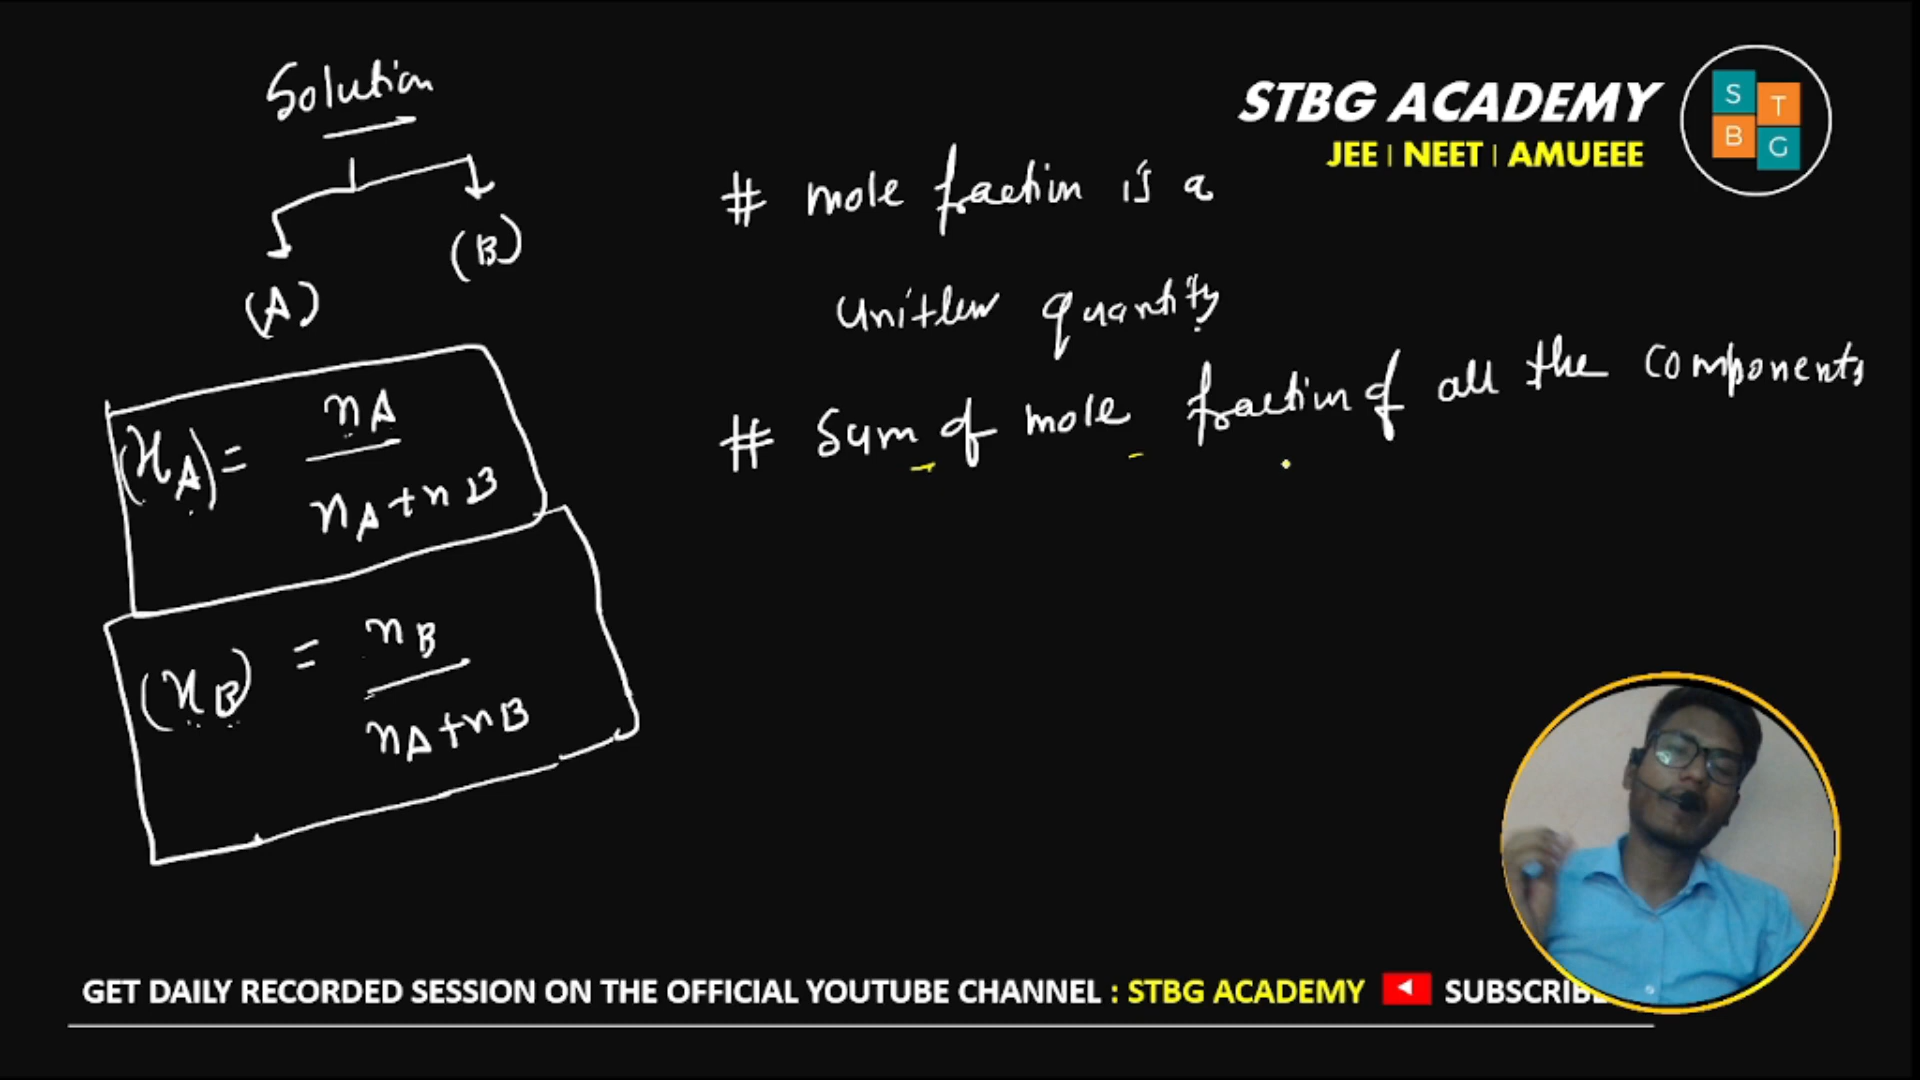 Solution
(A)
(B)
(xA) = nA / nA+nB
(xB) = nB / nA+nB
# mole fraction is a
Unitless quantity
# Sum of mole fraction of all the components
STBG ACADEMY
JEE | NEET | AMUEEE
S T
B G
GET DAILY RECORDED SESSION ON THE OFFICIAL YOUTUBE CHANNEL : STBG ACADEMY SUBSCRIBE